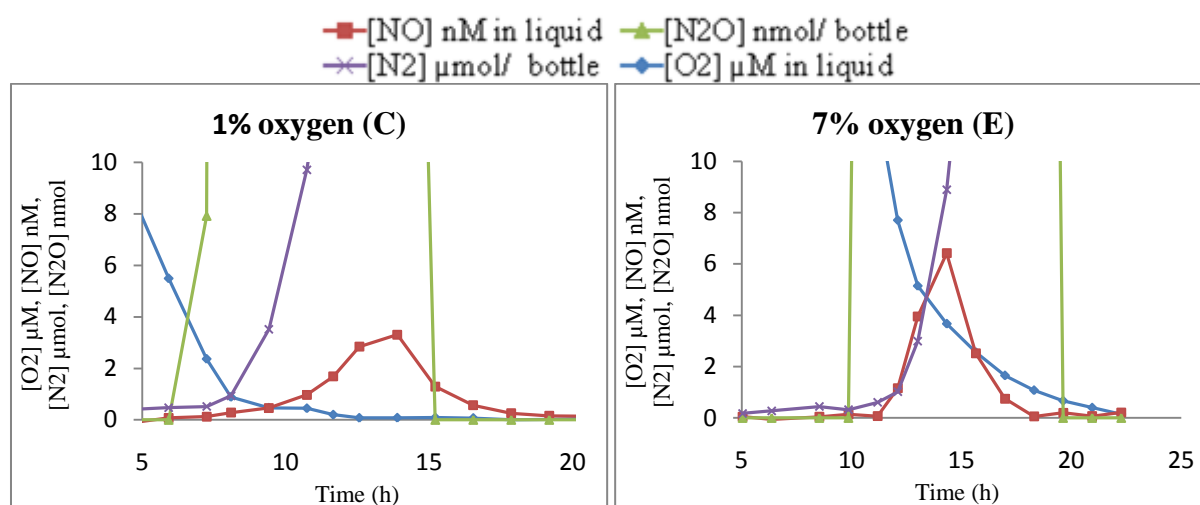 [NO] nM in liquid [N2O] nmol/ bottle
[N2] µmol/ bottle [O2] µM in liquid
1% oxygen (C)
10
8
6
4
2
0
5 10 15 20
Time (h)
[O2] µM, [NO] nM,
[N2] µmol, [N2O] nmol
7% oxygen (E)
10
8
6
4
2
0
5 10 15 20 25
Time (h)
[O2] µM, [NO] nM,
[N2] µmol, [N2O] nmol